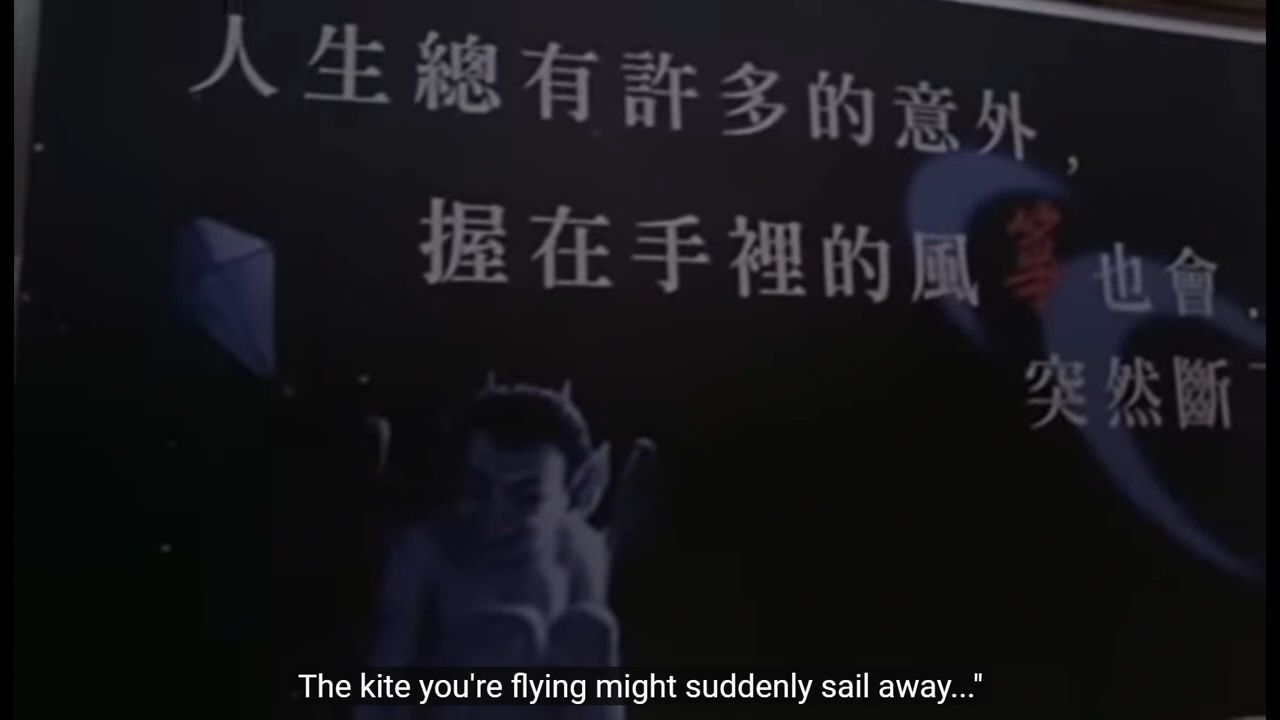 人生總有許多的意外，
握在手裡的風箏也會...
突然斷
The kite you're flying might suddenly sail away..."